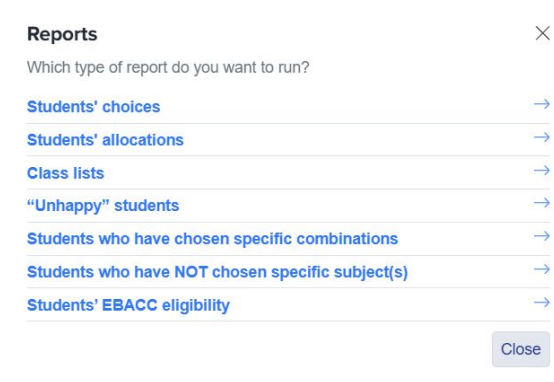 Reports
Which type of report do you want to run?
Students' choices
Students' allocations
Class lists
“Unhappy” students
Students who have chosen specific combinations
Students who have NOT chosen specific subject(s)
Students’ EBACC eligibility
Close